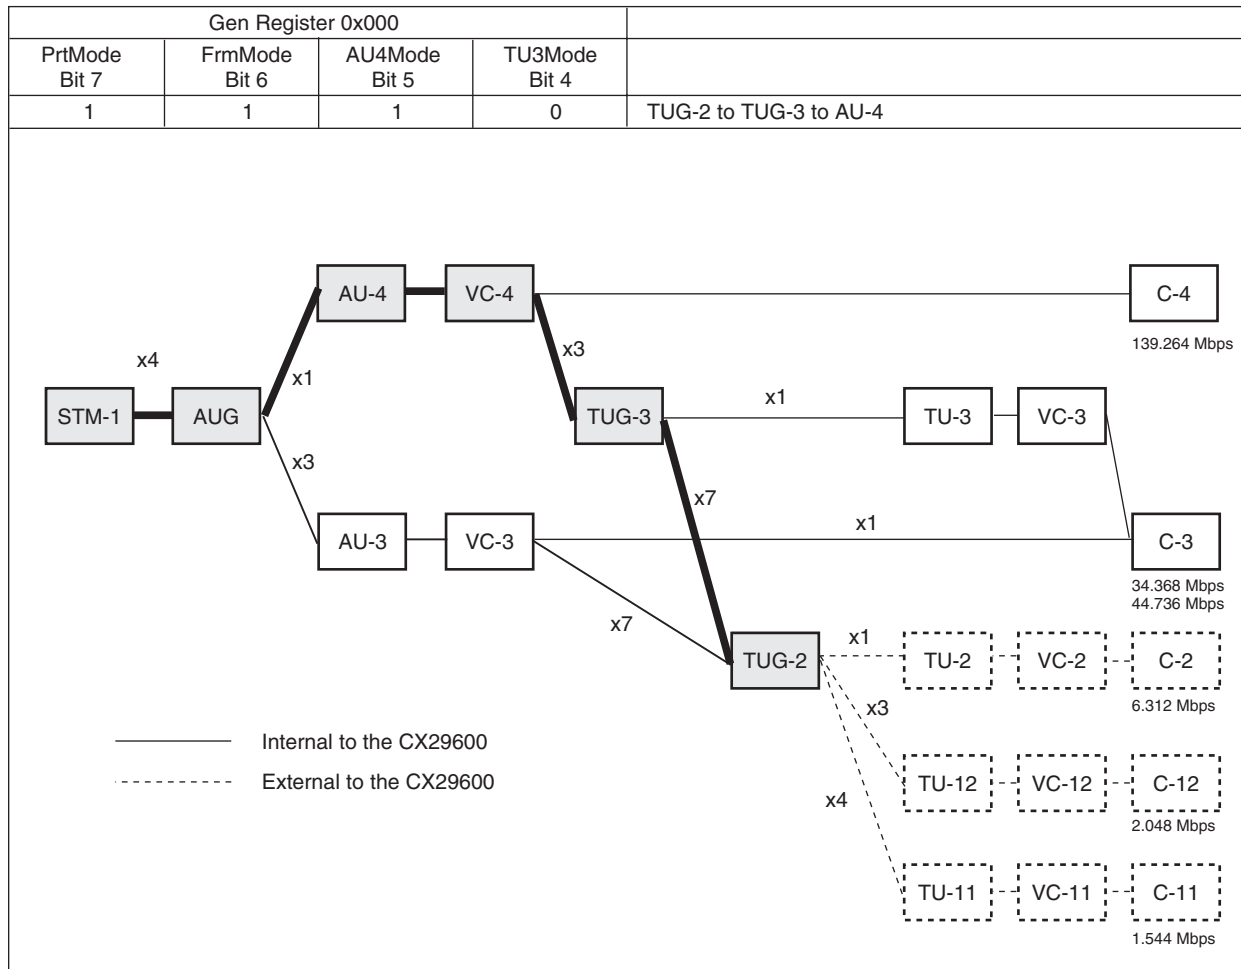 Gen Register 0x000
PrtMode
Bit 7
FrmMode
Bit 6
AU4Mode
Bit 5
TU3Mode
Bit 4
1
1
1
0
TUG-2 to TUG-3 to AU-4
AU-4
VC-4
C-4
139.264 Mbps
x4
x1
x3
STM-1
AUG
TUG-3
x1
TU-3
VC-3
x3
x7
AU-3
VC-3
x1
C-3
34.368 Mbps
44.736 Mbps
x7
TUG-2
x1
TU-2
VC-2
C-2
6.312 Mbps
x3
Internal to the CX29600
External to the CX29600
TU-12
VC-12
C-12
2.048 Mbps
x4
TU-11
VC-11
C-11
1.544 Mbps